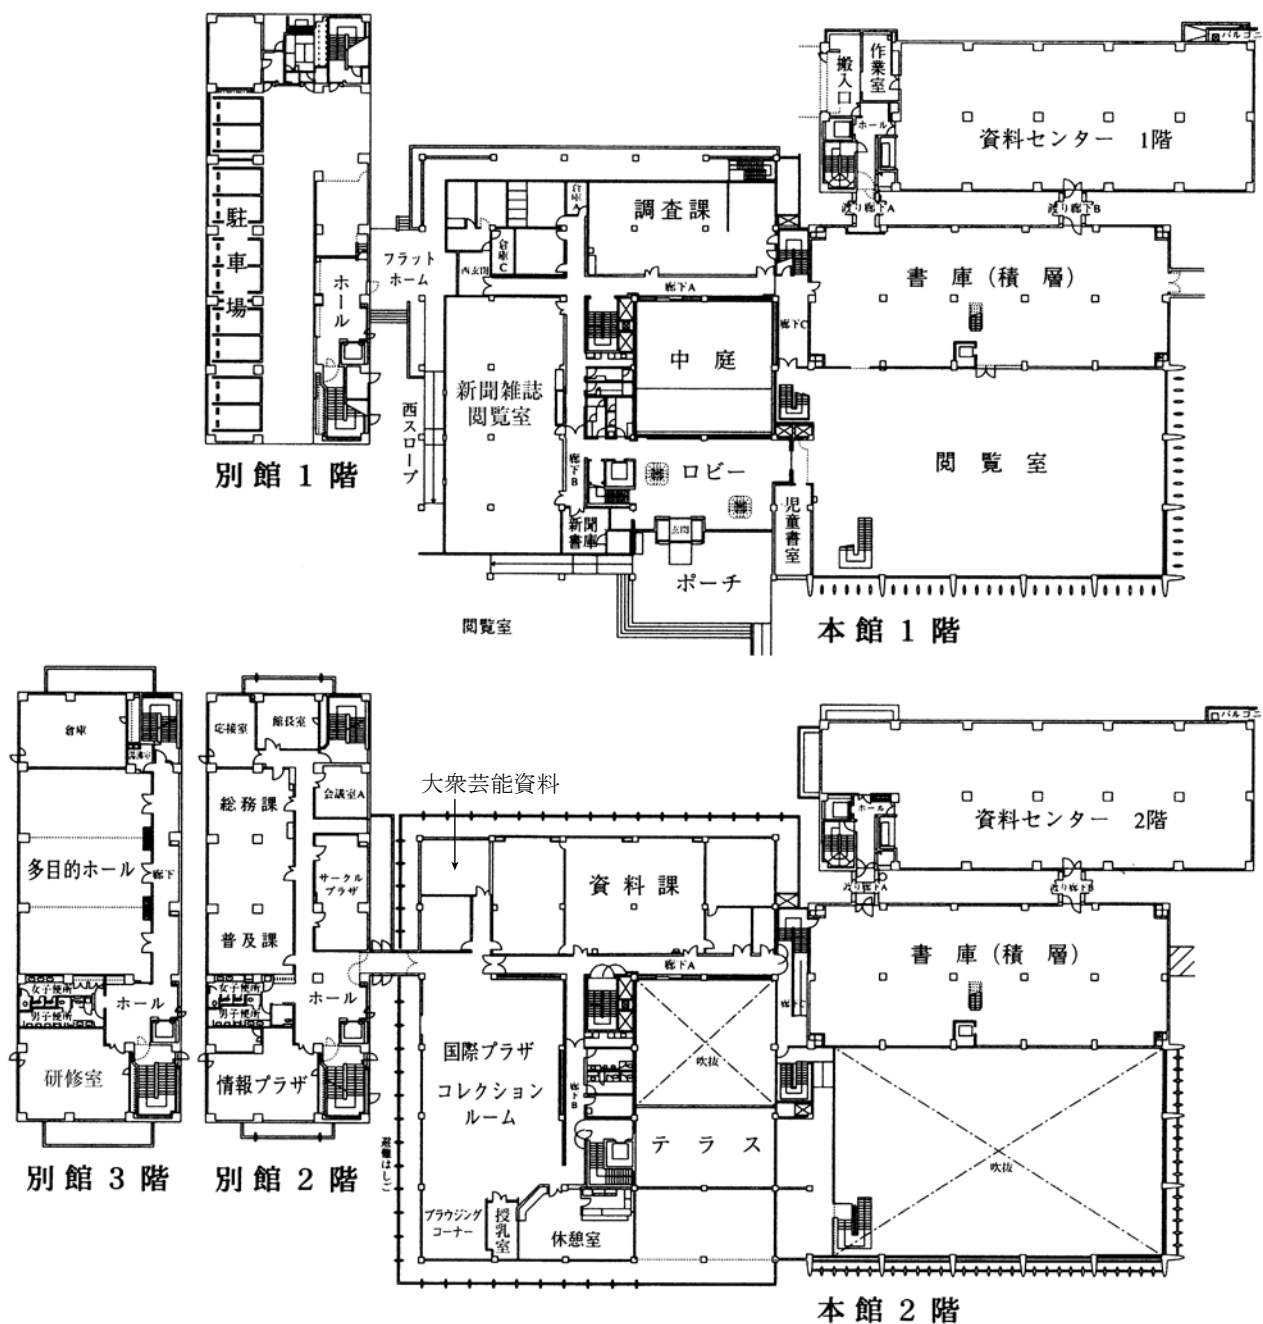 駐車場
ホール
別館1階
フラット
ホーム
西スロープ
倉庫A
倉庫C
西玄関
調査課
廊下A
新聞雑誌
閲覧室
中庭
廊下B
ロビー
新聞
書庫
玄関
ポーチ
児童書室
閲覧室
搬入口
作業室
ホール
バルコニ
資料センター 1階
渡り廊下A
渡り廊下B
書庫(積層)
廊下C
閲覧室
本館1階
倉庫
湯沸室
多目的ホール
廊下
女子便所
男子便所
ホール
研修室
別館3階
応接室
館長室
総務課
会議室A
サークル
プラザ
普及課
女子便所
男子便所
ホール
情報プラザ
別館2階
大衆芸能資料
資料課
廊下A
国際プラザ
コレクション
ルーム
廊下B
吹抜
テラス
避難はしご
ブラウジング
コーナー
授乳室
休憩室
バルコニ
ホール
資料センター 2階
渡り廊下A
渡り廊下B
書庫(積層)
廊下C
吹抜
本館2階